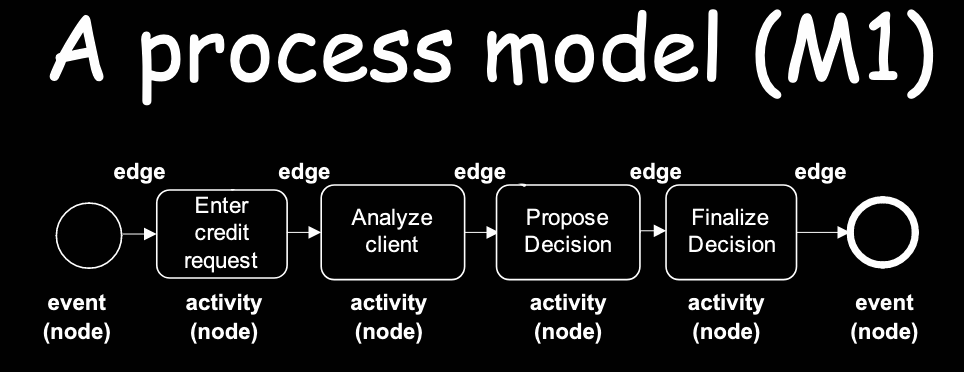 A process model (M1)
edge edge edge edge edge
Enter
credit
request
Analyze
client
Propose
Decision
Finalize
Decision
event activity activity activity activity event
(node) (node) (node) (node) (node) (node)